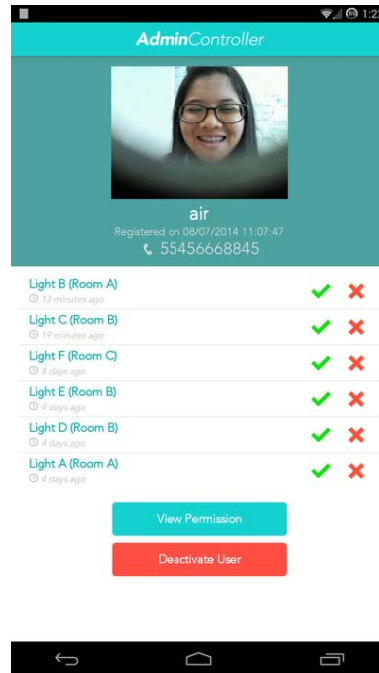 1:2
AdminController
air
Registered on 08/07/2014 11:07:47
55456668845
Light B (Room A)
13 minutes ago
Light C (Room B)
19 minutes ago
Light F (Room C)
4 days ago
Light E (Room B)
4 days ago
Light D (Room B)
4 days ago
Light A (Room A)
4 days ago
View Permission
Deactivate User